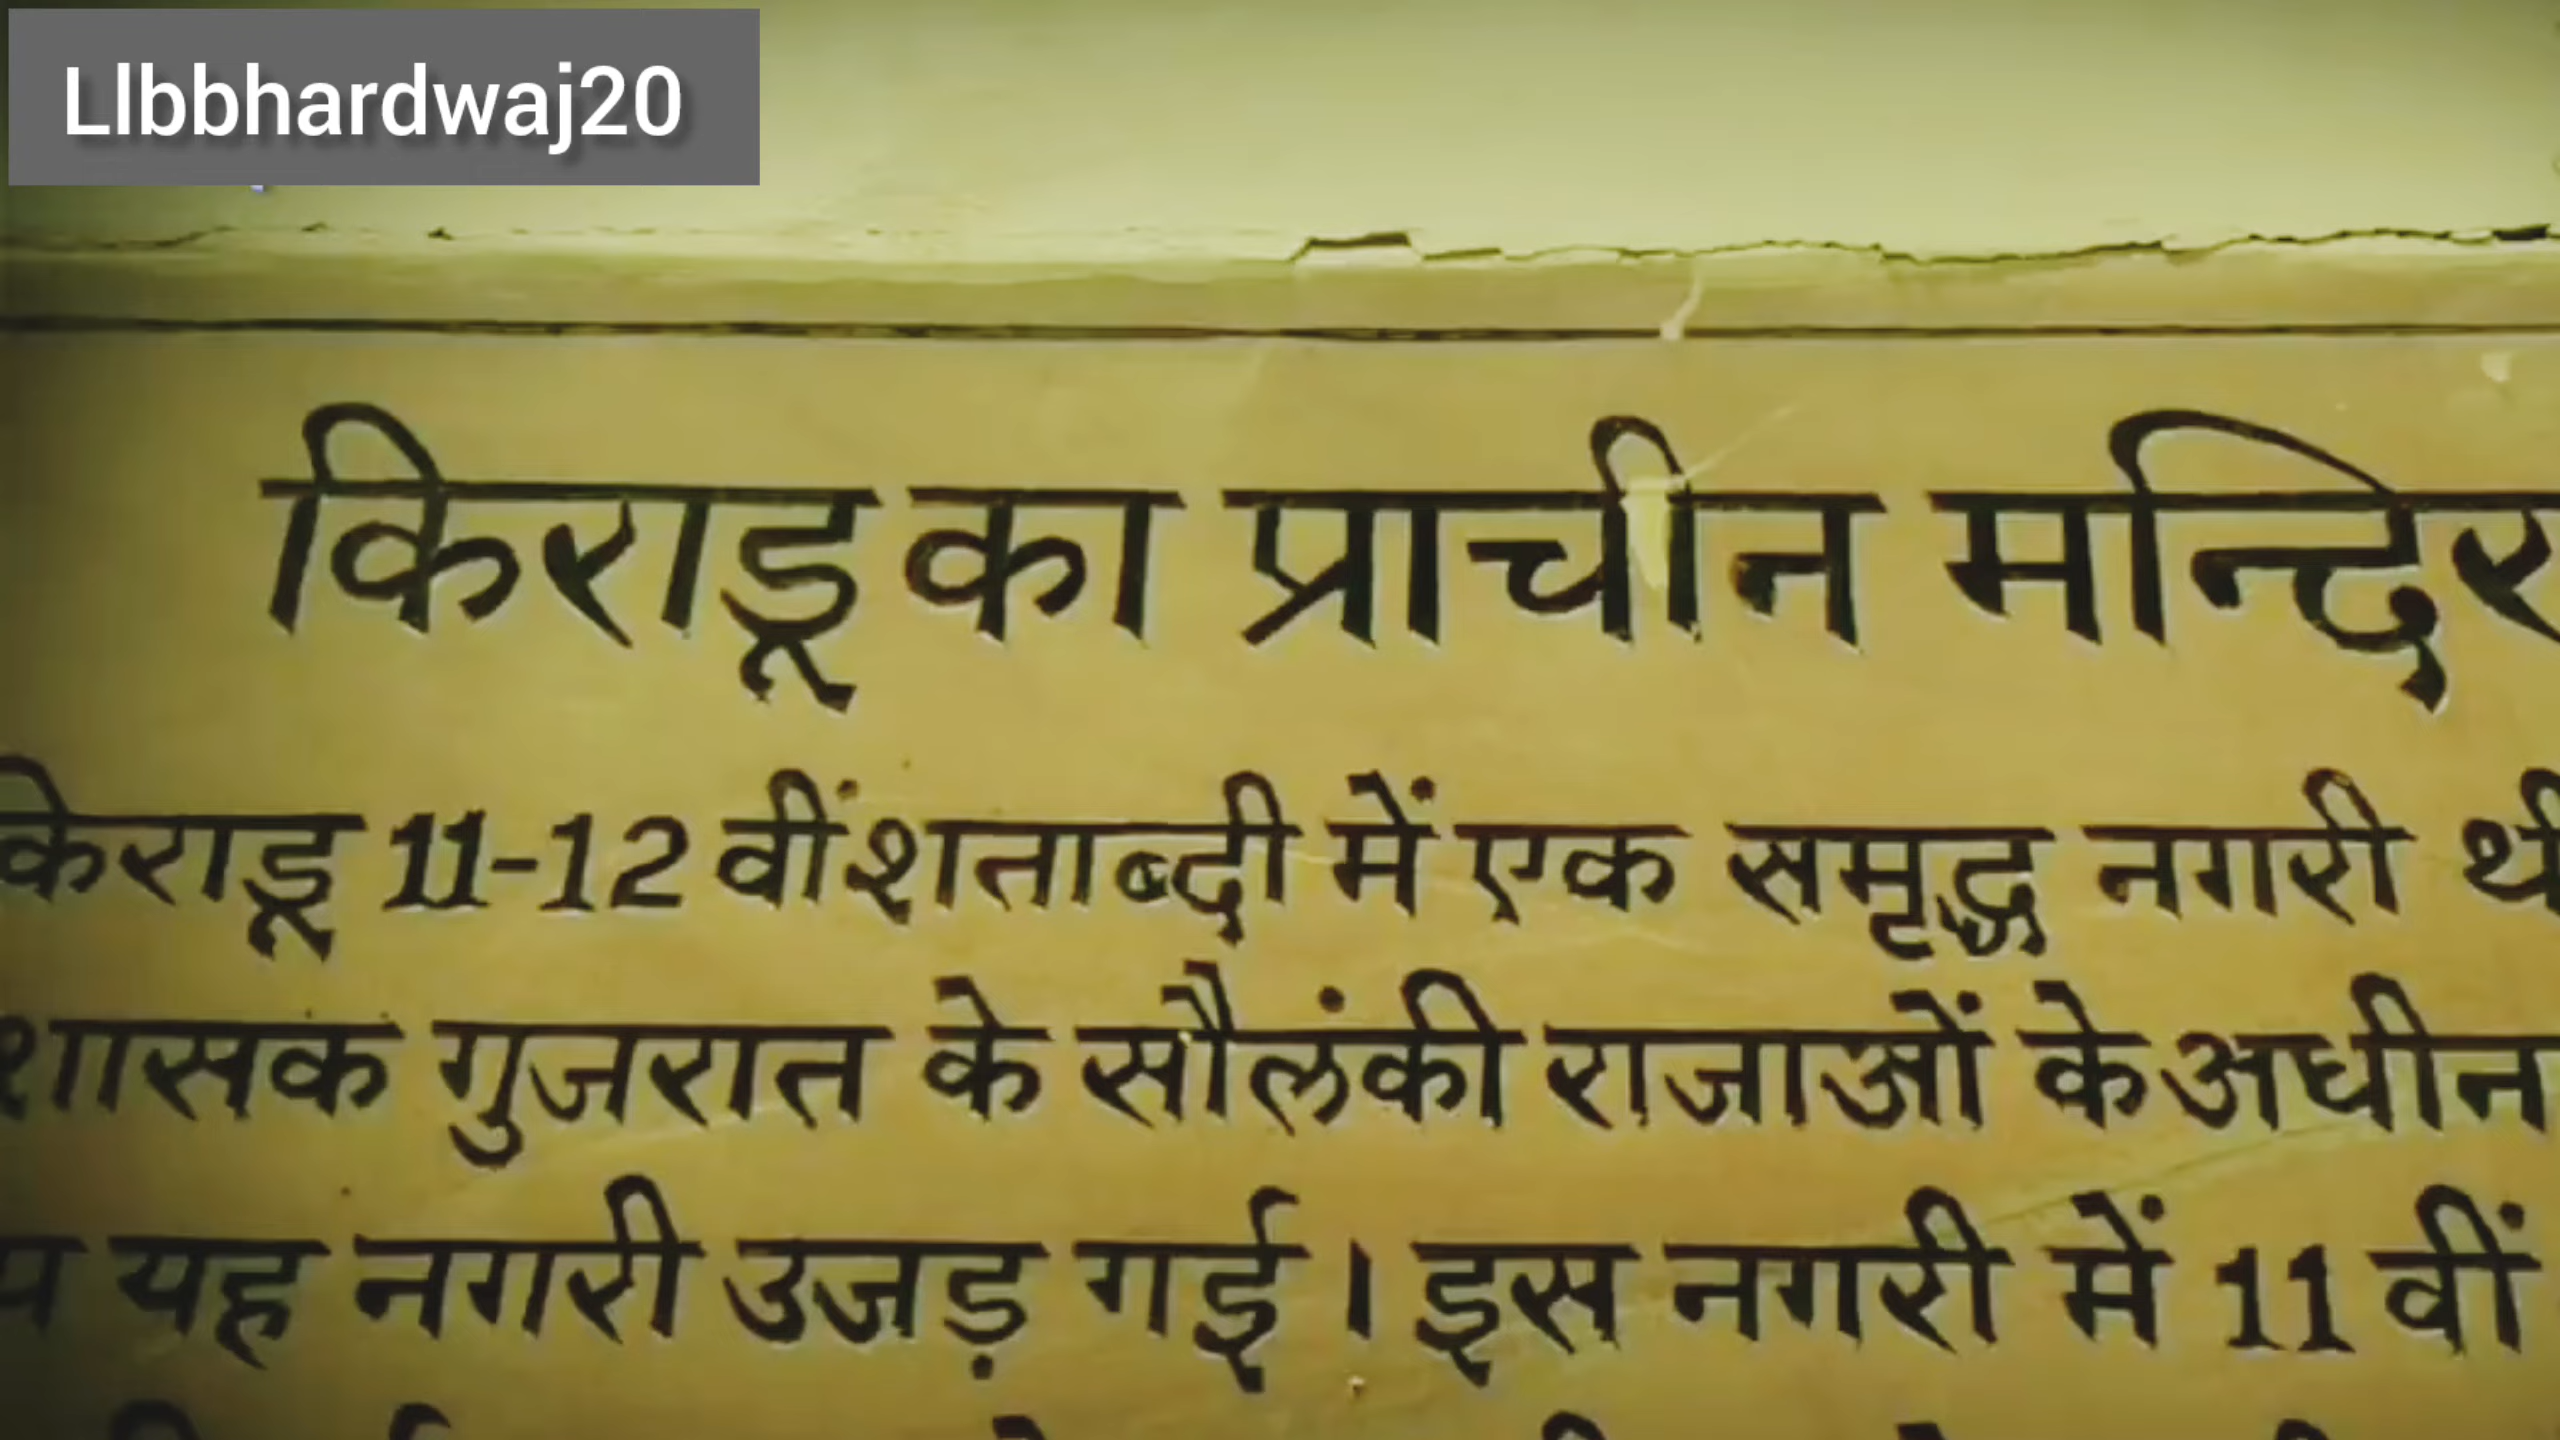 Llbbhardwaj20
किराडू का प्राचीन मन्दिर
किराडू 11-12 वीं शताब्दी में एक समृद्ध नगरी थी
शासक गुजरात के सौलंकी राजाओं के अधीन
यह नगरी उजड़ गई । इस नगरी में 11 वीं